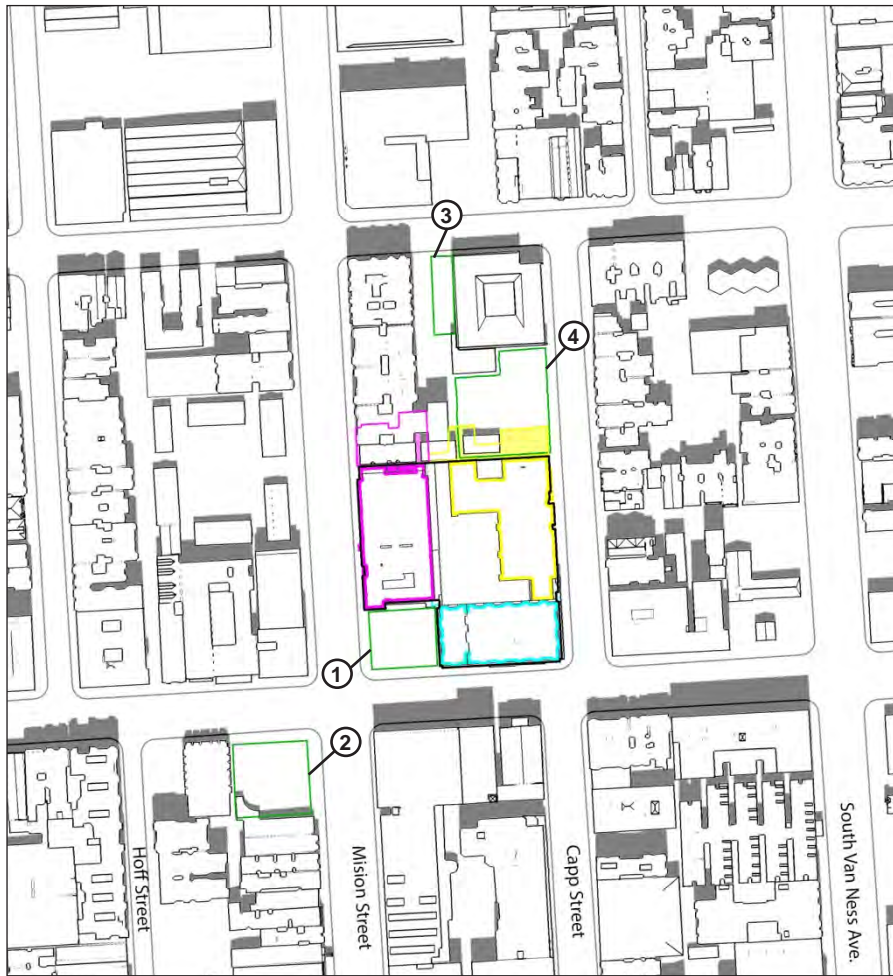 3
4
1
2
Hoff Street
Mision Street
Capp Street
South Van Ness Ave.